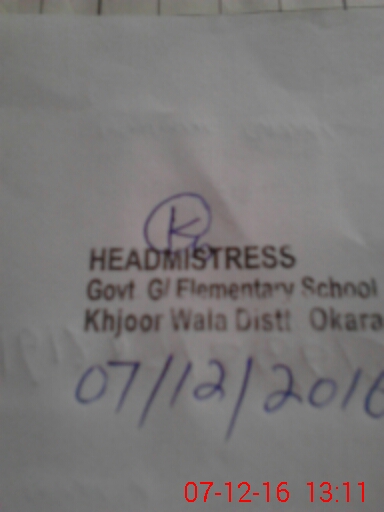 HEADMISTRESS
Govt G/ Elementary School
Khjoor Wala Distt Okara
07/12/2016
07-12-16 13:11